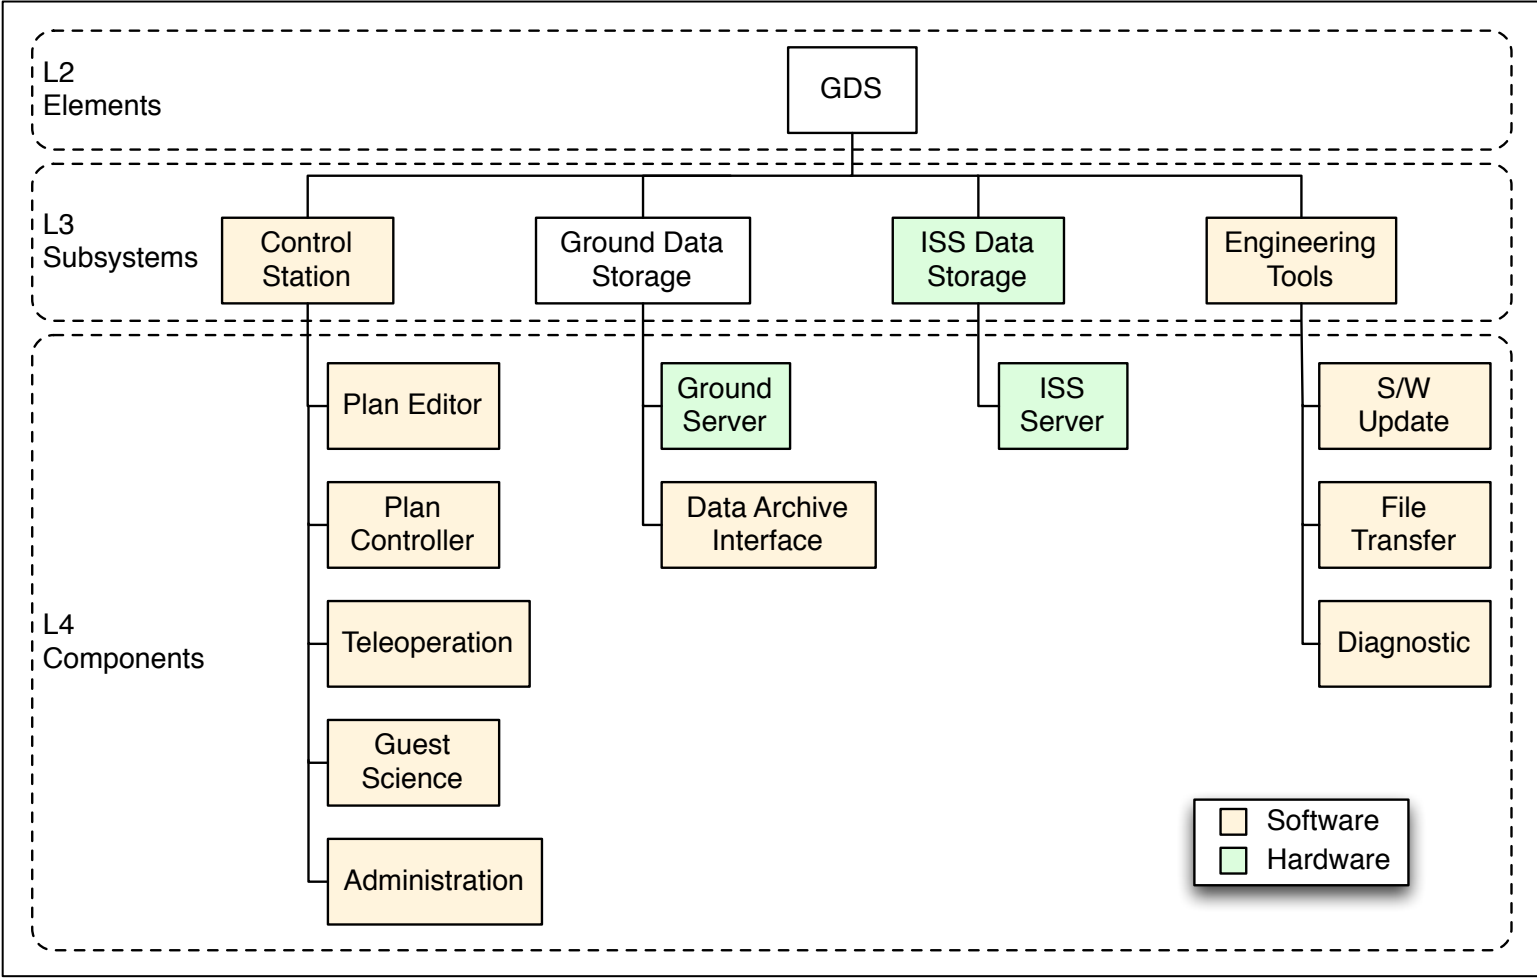 L2
Elements
GDS
L3
Subsystems
Control
Station
Ground Data
Storage
ISS Data
Storage
Engineering
Tools
L4
Components
Plan Editor
Plan
Controller
Teleoperation
Guest
Science
Administration
Ground
Server
Data Archive
Interface
ISS
Server
S/W
Update
File
Transfer
Diagnostic
Software
Hardware